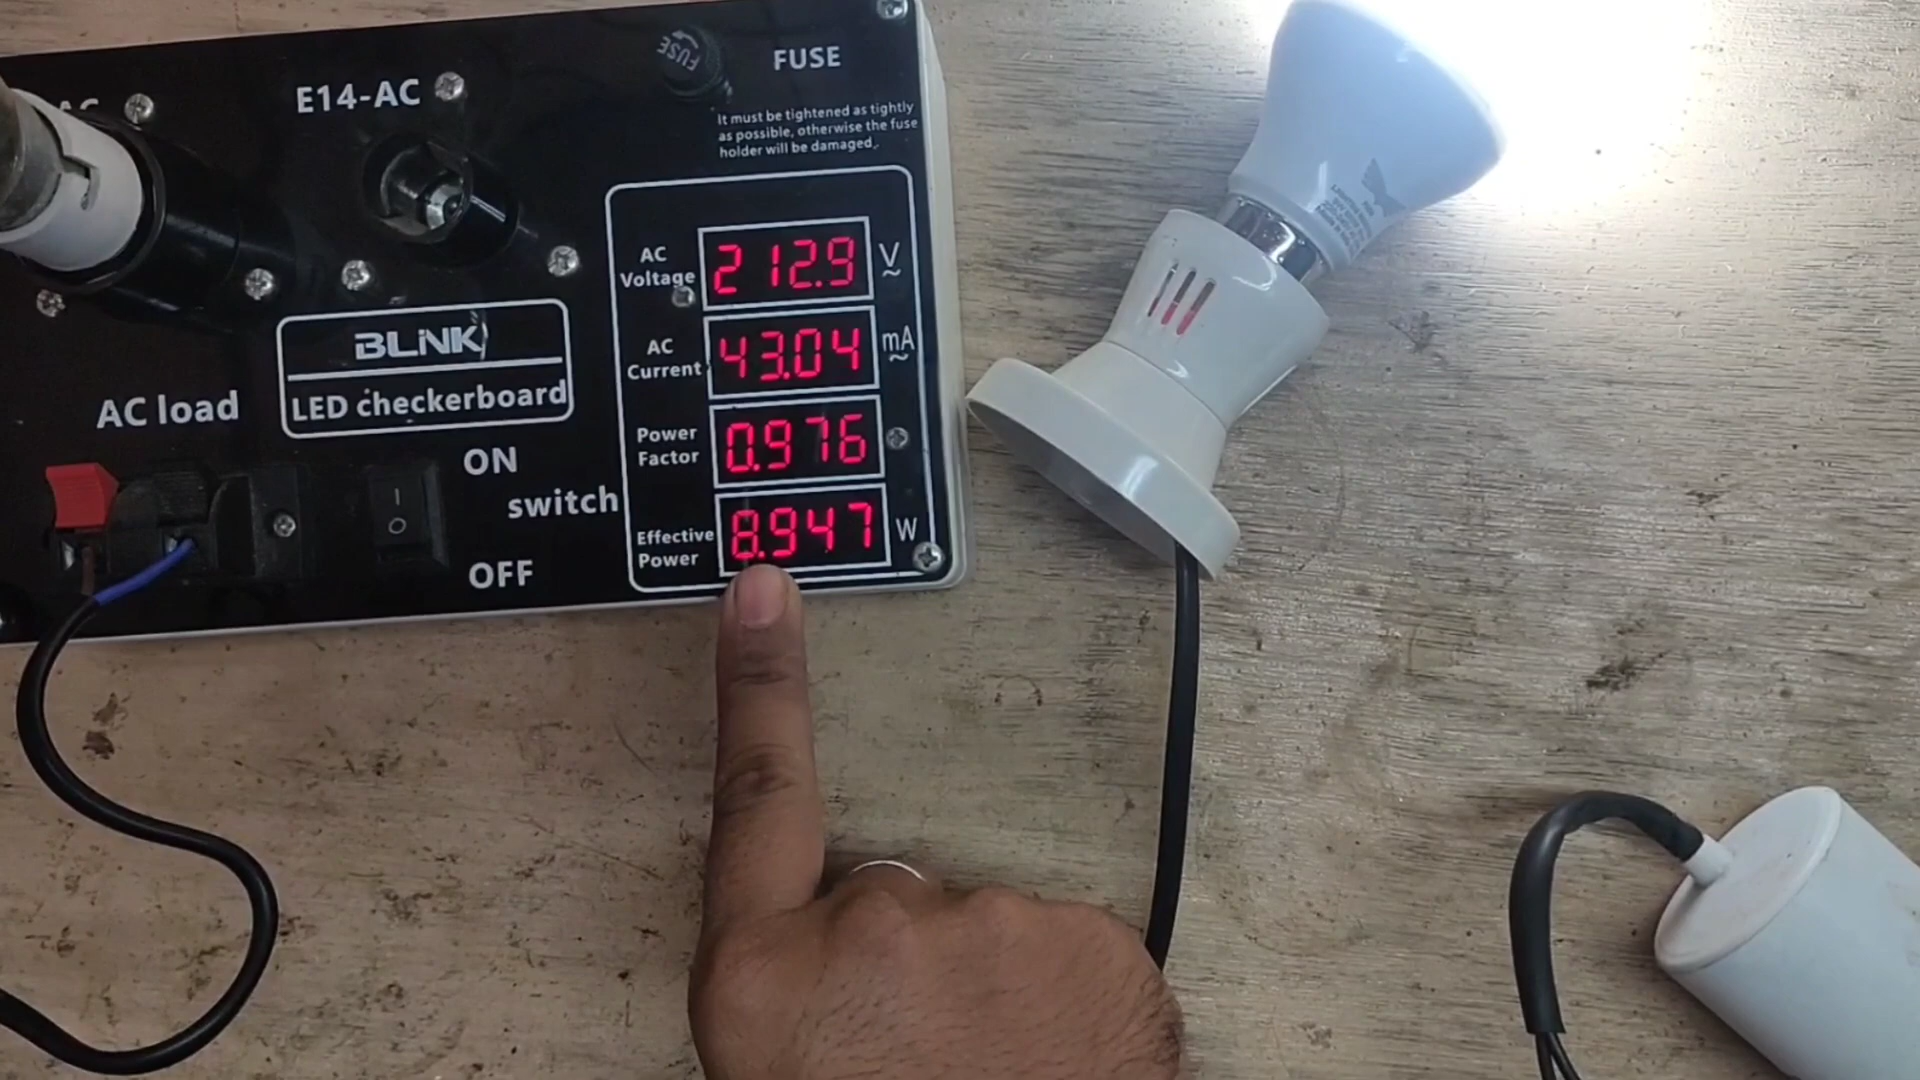 AC
E14-AC
FUSE
FUSE
It must be tightened as tightly
as possible, otherwise the fuse
holder will be damaged.
AC
Voltage
212.9
V
~
AC
Current
43.04
mA
~
Power
Factor
0.976
Effective
Power
8.947
W
BLINK
LED checkerboard
AC load
ON
switch
OFF